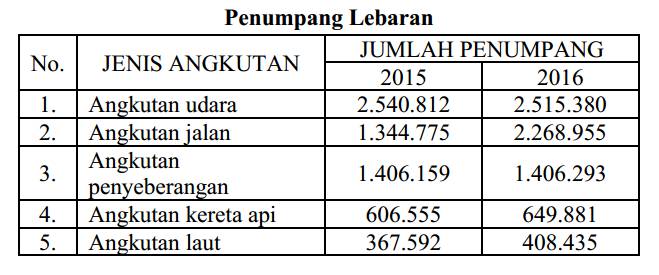 Penumpang Lebaran
No. JENIS ANGKUTAN JUMLAH PENUMPANG
2015 2016
1. Angkutan udara 2.540.812 2.515.380
2. Angkutan jalan 1.344.775 2.268.955
3. Angkutan penyeberangan 1.406.159 1.406.293
4. Angkutan kereta api 606.555 649.881
5. Angkutan laut 367.592 408.435